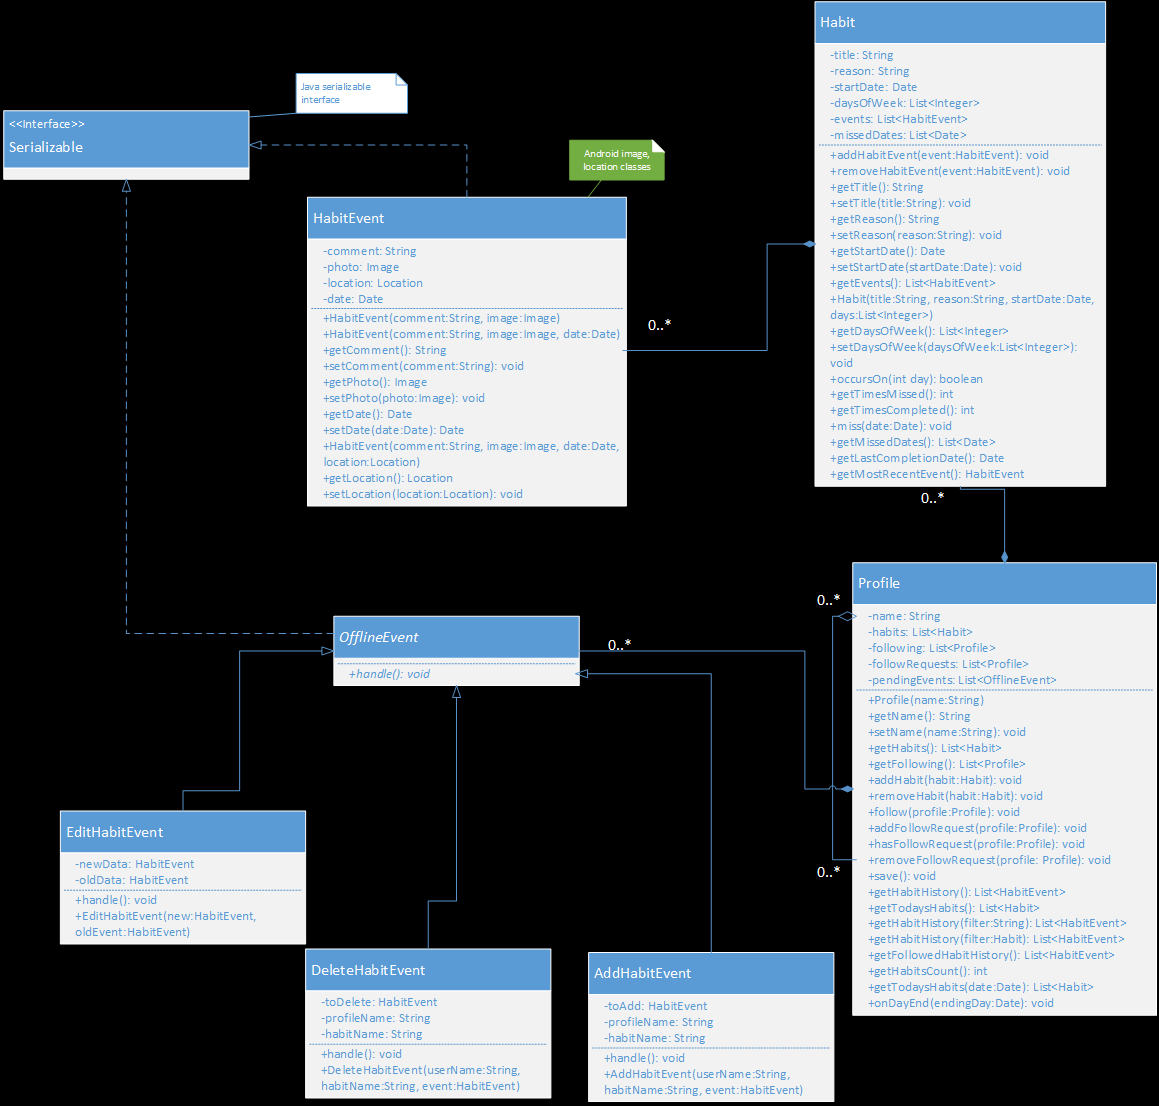 Habit
-title: String
-reason: String
-startDate: Date
-daysOfWeek: List<Integer>
-events: List<HabitEvent>
-missedDates: List<Date>
+addHabitEvent(event:HabitEvent): void
+removeHabitEvent(event:HabitEvent): void
+getTitle(): String
+setTitle(title:String): void
+getReason(): String
+setReason(reason:String): void
+getStartDate(): Date
+setStartDate(startDate:Date): void
+getEvents(): List<HabitEvent>
+Habit(title:String, reason:String, startDate:Date,
days:List<Integer>)
+getDaysOfWeek(): List<Integer>
+setDaysOfWeek(daysOfWeek:List<Integer>):
void
+occursOn(int day): boolean
+getTimesMissed(): int
+getTimesCompleted(): int
+miss(date:Date): void
+getMissedDates(): List<Date>
+getLastCompletionDate(): Date
+getMostRecentEvent(): HabitEvent
Java serializable
interface
<<Interface>>
Serializable
Android image,
location classes
HabitEvent
-comment: String
-photo: Image
-location: Location
-date: Date
+HabitEvent(comment:String, image:Image)
+HabitEvent(comment:String, image:Image, date:Date)
+getComment(): String
+setComment(comment:String): void
+getPhoto(): Image
+setPhoto(photo:Image): void
+getDate(): Date
+setDate(date:Date): Date
+HabitEvent(comment:String, image:Image, date:Date,
location:Location)
+getLocation(): Location
+setLocation(location:Location): void
0..*
0..*
Profile
-name: String
-habits: List<Habit>
-following: List<Profile>
-followRequests: List<Profile>
-pendingEvents: List<OfflineEvent>
+Profile(name:String)
+getName(): String
+setName(name:String): void
+getHabits(): List<Habit>
+getFollowing(): List<Profile>
+addHabit(habit:Habit): void
+removeHabit(habit:Habit): void
+follow(profile:Profile): void
+addFollowRequest(profile:Profile): void
+hasFollowRequest(profile:Profile): void
+removeFollowRequest(profile: Profile): void
+save(): void
+getHabitHistory(): List<HabitEvent>
+getTodaysHabits(): List<Habit>
+getHabitHistory(filter:String): List<HabitEvent>
+getHabitHistory(filter:Habit): List<HabitEvent>
+getFollowedHabitHistory(): List<HabitEvent>
+getHabitsCount(): int
+getTodaysHabits(date:Date): List<Habit>
+onDayEnd(endingDay:Date): void
0..*
0..*
0..*
OfflineEvent
+handle(): void
EditHabitEvent
-newData: HabitEvent
-oldData: HabitEvent
+handle(): void
+EditHabitEvent(new:HabitEvent,
oldEvent:HabitEvent)
DeleteHabitEvent
-toDelete: HabitEvent
-profileName: String
-habitName: String
+handle(): void
+DeleteHabitEvent(userName:String,
habitName:String, event:HabitEvent)
AddHabitEvent
-toAdd: HabitEvent
-profileName: String
-habitName: String
+handle(): void
+AddHabitEvent(userName:String,
habitName:String, event:HabitEvent)